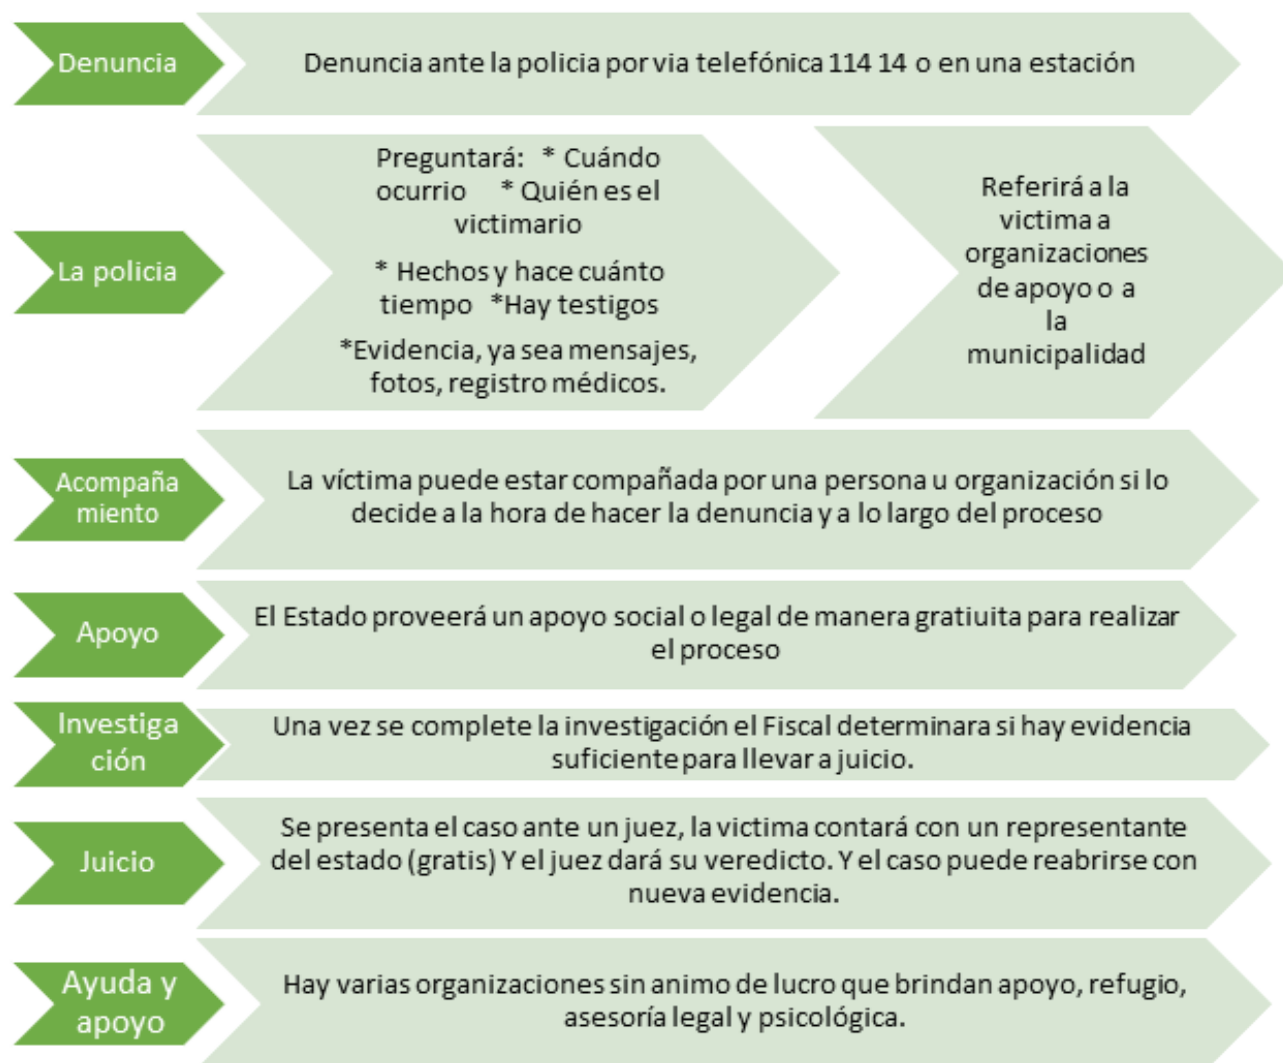 Denuncia
Denuncia ante la policia por via telefónica 114 14 o en una estación
La policia
Preguntará:  * Cuándo
ocurrio   * Quién es el
victimario
* Hechos y hace cuánto
tiempo  *Hay testigos
*Evidencia, ya sea mensajes,
fotos, registro médicos.
Referirá a la
victima a
organizaciones
de apoyo o a
la
municipalidad
Acompaña
miento
La víctima puede estar compañada por una persona u organización si lo
decide a la hora de hacer la denuncia y a lo largo del proceso
Apoyo
El Estado proveerá un apoyo social o legal de manera gratiuita para realizar
el proceso
Investiga
ción
Una vez se complete la investigación el Fiscal determinara si hay evidencia
suficiente para llevar a juicio.
Juicio
Se presenta el caso ante un juez, la victima contará con un representante
del estado (gratis) Y el juez dará su veredicto. Y el caso puede reabrirse con
nueva evidencia.
Ayuda y
apoyo
Hay varias organizaciones sin animo de lucro que brindan apoyo, refugio,
asesoría legal y psicológica.